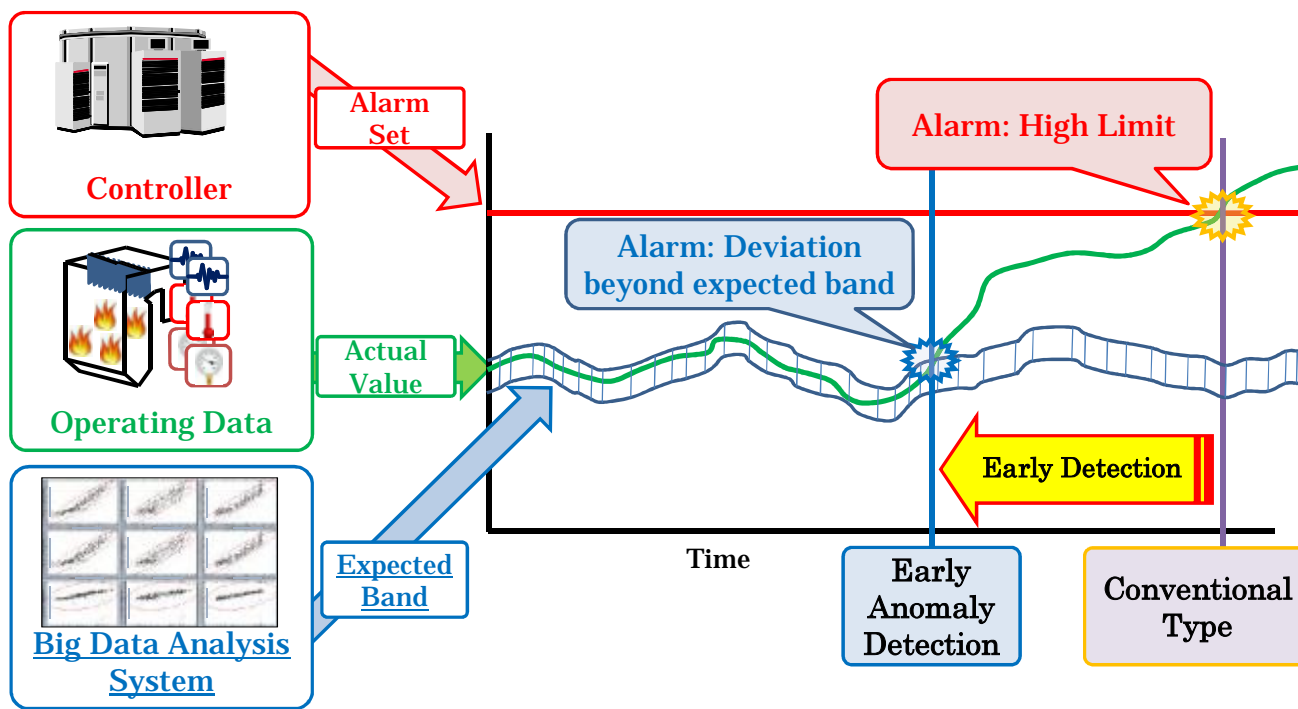 Controller
Alarm
Set
Alarm: High Limit
Operating Data
Actual
Value
Alarm: Deviation
beyond expected band
Early Detection
Big Data Analysis
System
Expected
Band
Time
Early
Anomaly
Detection
Conventional
Type